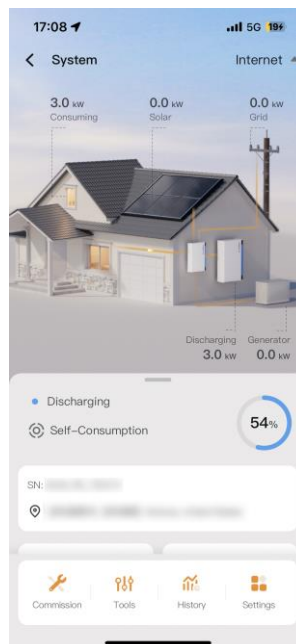 17:08
5G 19
System
Internet
3.0 kW
Consuming
0.0 kW
Solar
0.0 kW
Grid
Discharging
3.0 kW
Generator
0.0 kW
Discharging
Self-Consumption
54%
SN:
Commission
Tools
History
Settings